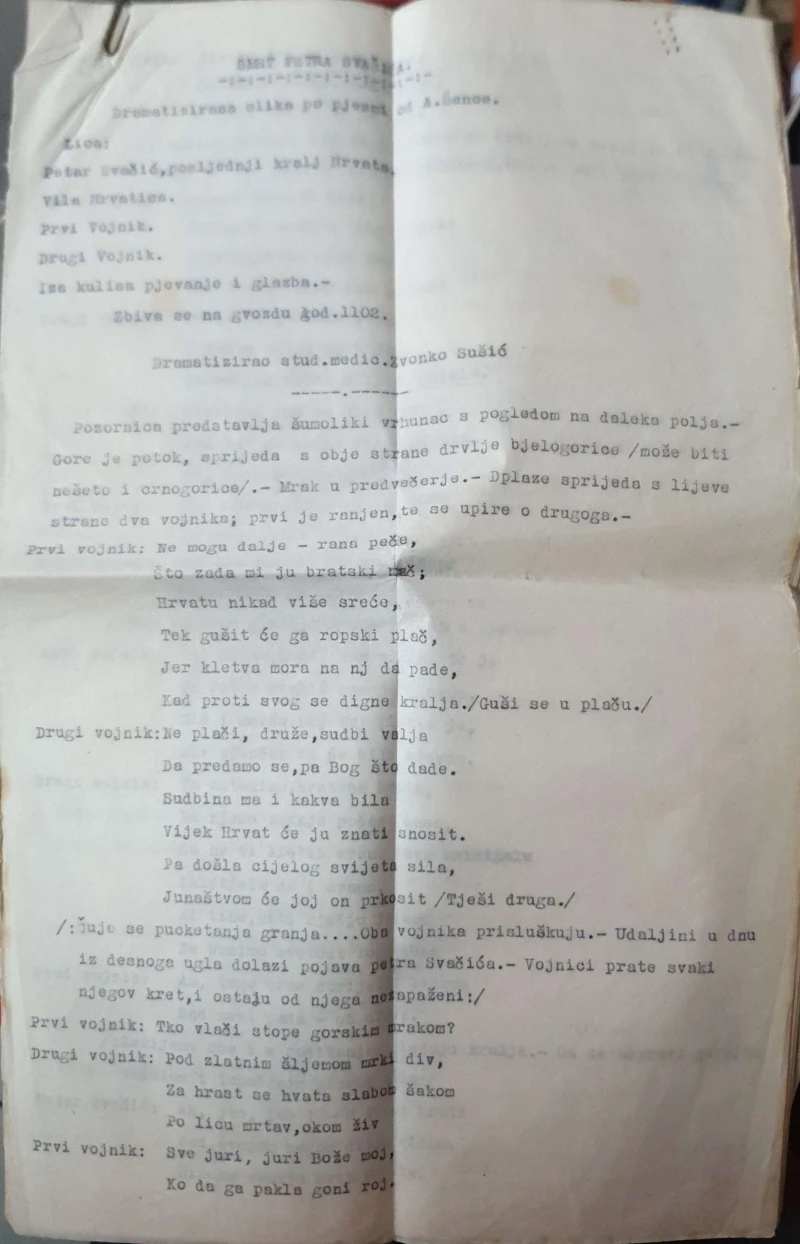 SMRT PETRA SVAČIĆA.
-:-:-:-:-:-:-:-:-:-:-:-
Dramatizirana slika po pjesmi od A.Šenoe.
Lica:
Petar Svačić,posljednji kralj Hrvata,
Vila Hrvatica.
Prvi Vojnik.
Drugi Vojnik.
Iza kulisa pjevanje i glazba.-
Zbiva se na gvozdu god.1102.
Dramatizirao stud.medic.Zvonko Sušić
-----.------
Pozornica predstavlja šumoliki vrhunac s pogledom na daleka polja.-
Gore je potok, sprijeda s obje strane drvlje bjelogorice /može biti
nešeto i crnogorice/.- Mrak u predvečerje.- Dplaze sprijeda s lijeve
strane dva vojnika; prvi je ranjen,te se upire o drugoga.-
Prvi vojnik: Ne mogu dalje - rana peče,
Što zada mi ju bratski mač;
Hrvatu nikad više sreće,
Tek gušit će ga ropski plač,
Jer kletva mora na nj da pade,
Kad proti svog se digne kralja./Guši se u plaču./
Drugi vojnik:Ne plači, druže,sudbi valja
Da predamo se,pa Bog što dade.
Sudbina ma i kakva bila
Vijek Hrvat će ju znati snosit.
Pa došla cijelog svijeta sila,
Junaštvom će joj on prkosit /Tješi druga./
/:Čuje se pucketanja granja....Oba vojnika prisluškuju.- Udaljini u dnu
iz desnoga ugla dolazi pojava petra Svačića.- Vojnici prate svaki
njegov kret,i ostaju od njega nezapaženi:/
Prvi vojnik: Tko vlači stope gorskim mrakom?
Drugi vojnik: Pod zlatnim šljemom mrki div,
Za hrast se hvata slabom šakom
Po licu mrtav,okom živ
Prvi vojnik: Sve juri, juri Bože moj,
Ko da ga pakla goni roj.